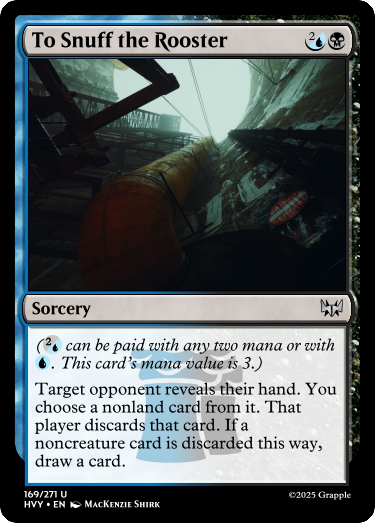 To Snuff the Rooster
2
Sorcery
(2 can be paid with any two mana or with
. This card's mana value is 3.)
Target opponent reveals their hand. You
choose a nonland card from it. That
player discards that card. If a
noncreature card is discarded this way,
draw a card.
169/271 U
HVY • EN MacKenzie Shirk
©2025 Grapple